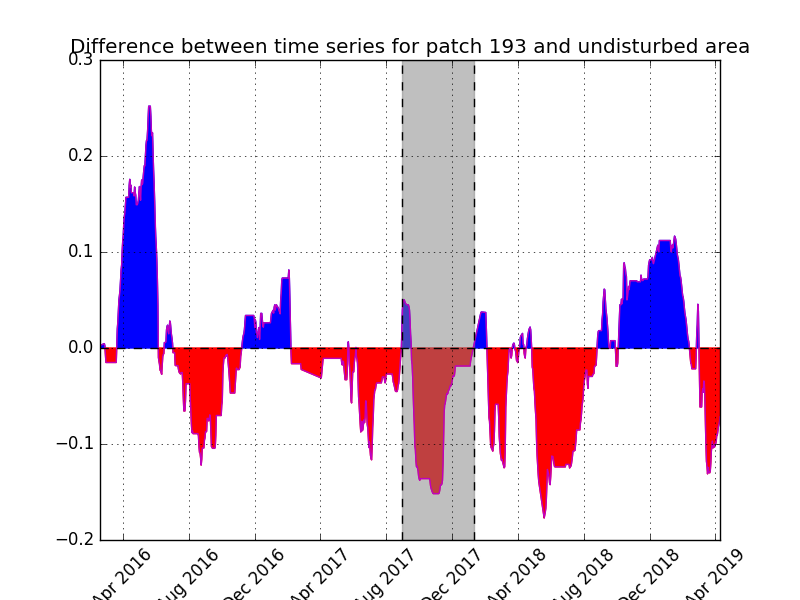 Difference between time series for patch 193 and undisturbed area
0.3
0.2
0.1
0.0
−0.1
−0.2
Apr 2016
Aug 2016
Dec 2016
Apr 2017
Aug 2017
Dec 2017
Apr 2018
Aug 2018
Dec 2018
Apr 2019